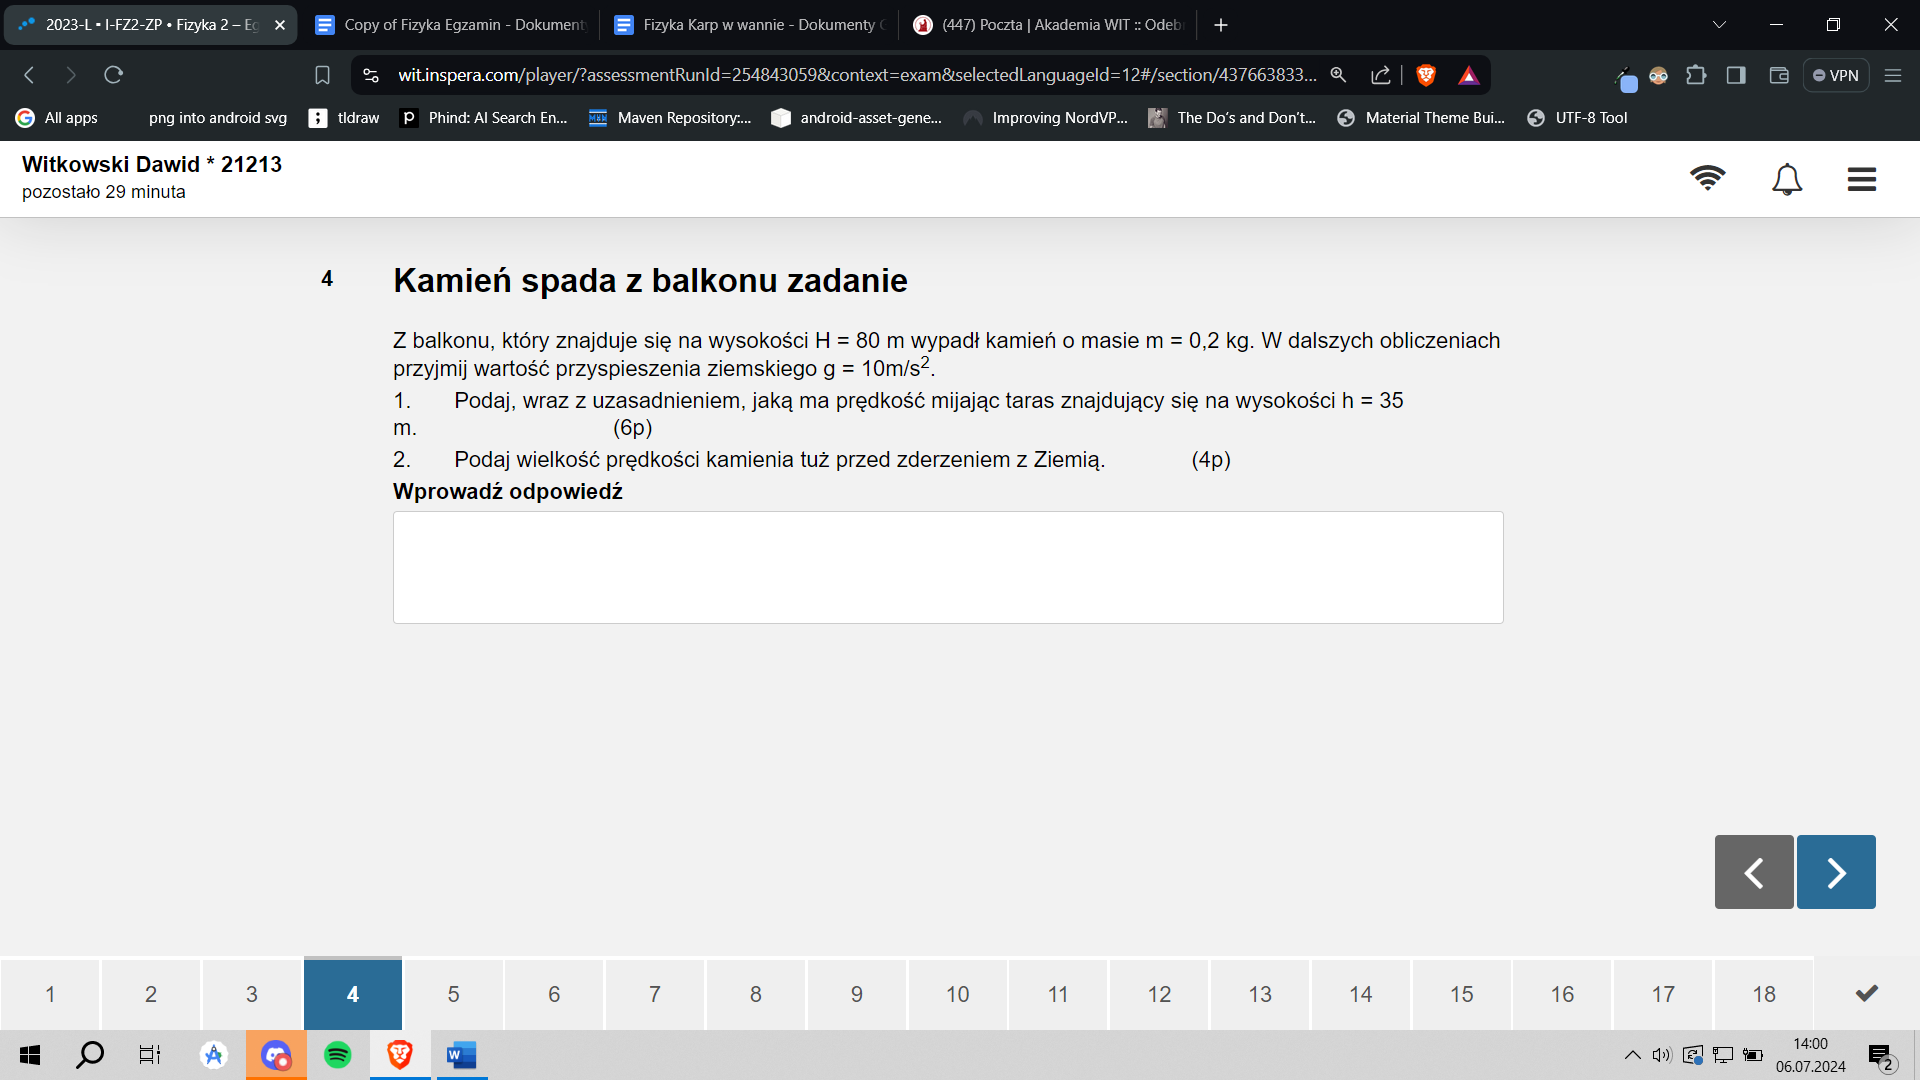 2023-L • I-FZ2-ZP • Fizyka 2 – Eg
Copy of Fizyka Egzamin - Dokument
Fizyka Karp w wannie - Dokumenty
(447) Poczta | Akademia WIT :: Odeb
wit.inspera.com/player/?assessmentRunId=254843059&context=exam&selectedLanguageId=12#/section/437663833...
VPN
All apps
png into android svg
tldraw
Phind: AI Search En...
Maven Repository:...
android-asset-gene...
Improving NordVP...
The Do's and Don't...
Material Theme Bui...
UTF-8 Tool
Witkowski Dawid * 21213
pozostało 29 minuta
4 Kamień spada z balkonu zadanie
Z balkonu, który znajduje się na wysokości H = 80 m wypadł kamień o masie m = 0,2 kg. W dalszych obliczeniach
przyjmij wartość przyspieszenia ziemskiego g = 10m/s².
1. Podaj, wraz z uzasadnieniem, jaką ma prędkość mijając taras znajdujący się na wysokości h = 35
m. (6p)
2. Podaj wielkość prędkości kamienia tuż przed zderzeniem z Ziemią. (4p)
Wprowadź odpowiedź
1 2 3 4 5 6 7 8 9 10 11 12 13 14 15 16 17 18
14:00
06.07.2024
2